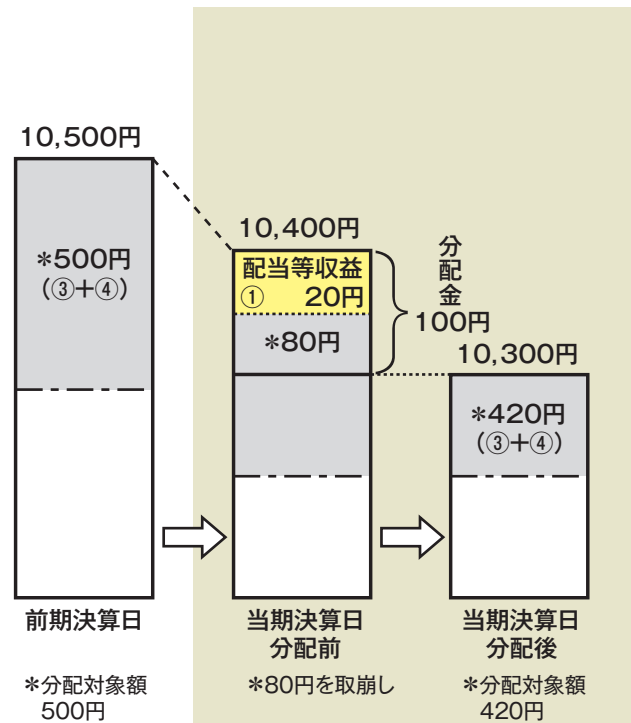 10,500円
＊500円
（③＋④）
10,400円
配当等収益
① 20円
＊80円
分配金
100円
10,300円
＊420円
（③＋④）
前期決算日
当期決算日
分配前
当期決算日
分配後
＊分配対象額
500円
＊80円を取崩し
＊分配対象額
420円